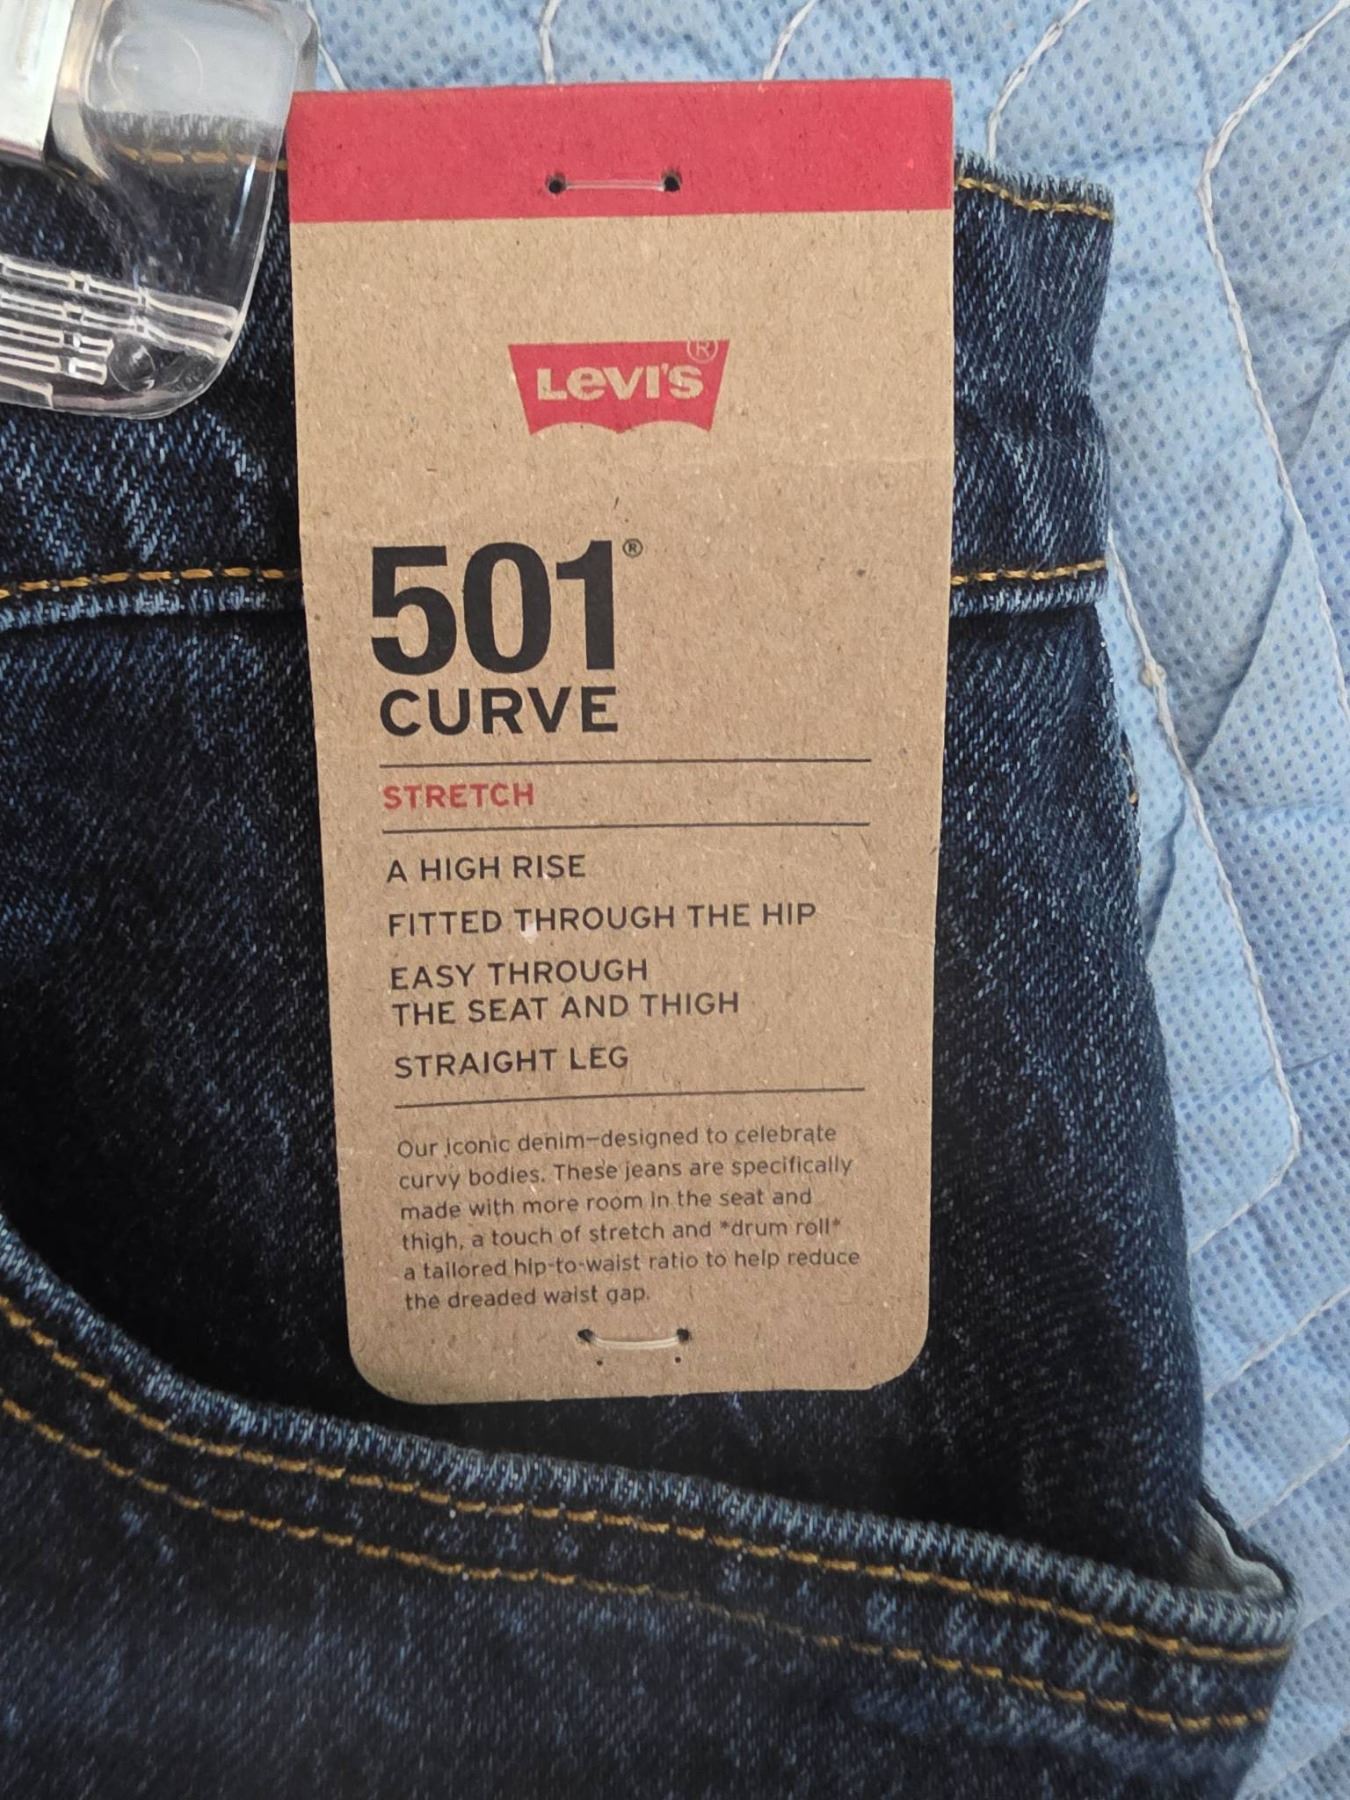 LEVI'S ®
501®
CURVE
STRETCH
A HIGH RISE
FITTED THROUGH THE HIP
EASY THROUGH
THE SEAT AND THIGH
STRAIGHT LEG
Our iconic denim—designed to celebrate
curvy bodies. These jeans are specifically
made with more room in the seat and
thigh, a touch of stretch and *drum roll*
a tailored hip-to-waist ratio to help reduce
the dreaded waist gap.